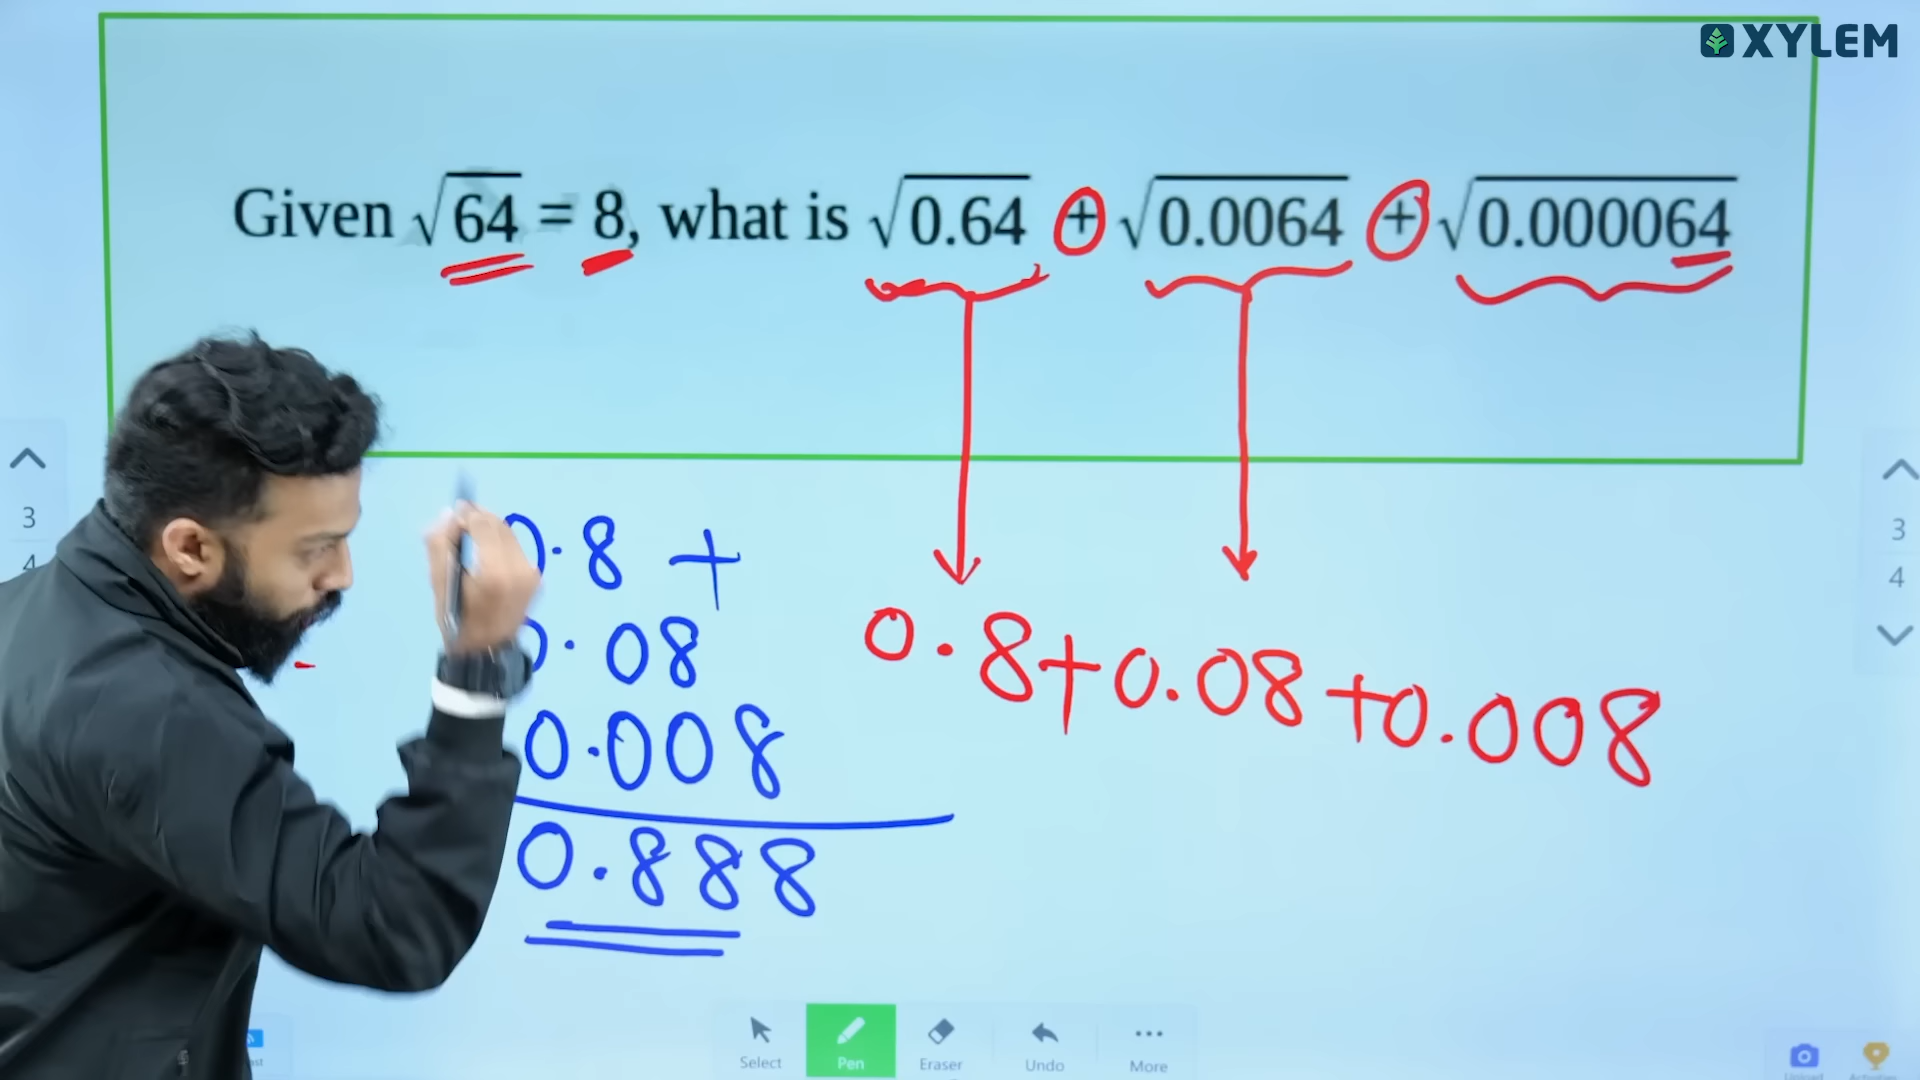 XYLEM
Given √64 = 8, what is √0.64 + √0.0064 + √0.000064
3
4
3
4
0.8 +
0.08
0.008
0.888
0.8+0.08+0.008
Select
Pen
Eraser
Undo
More